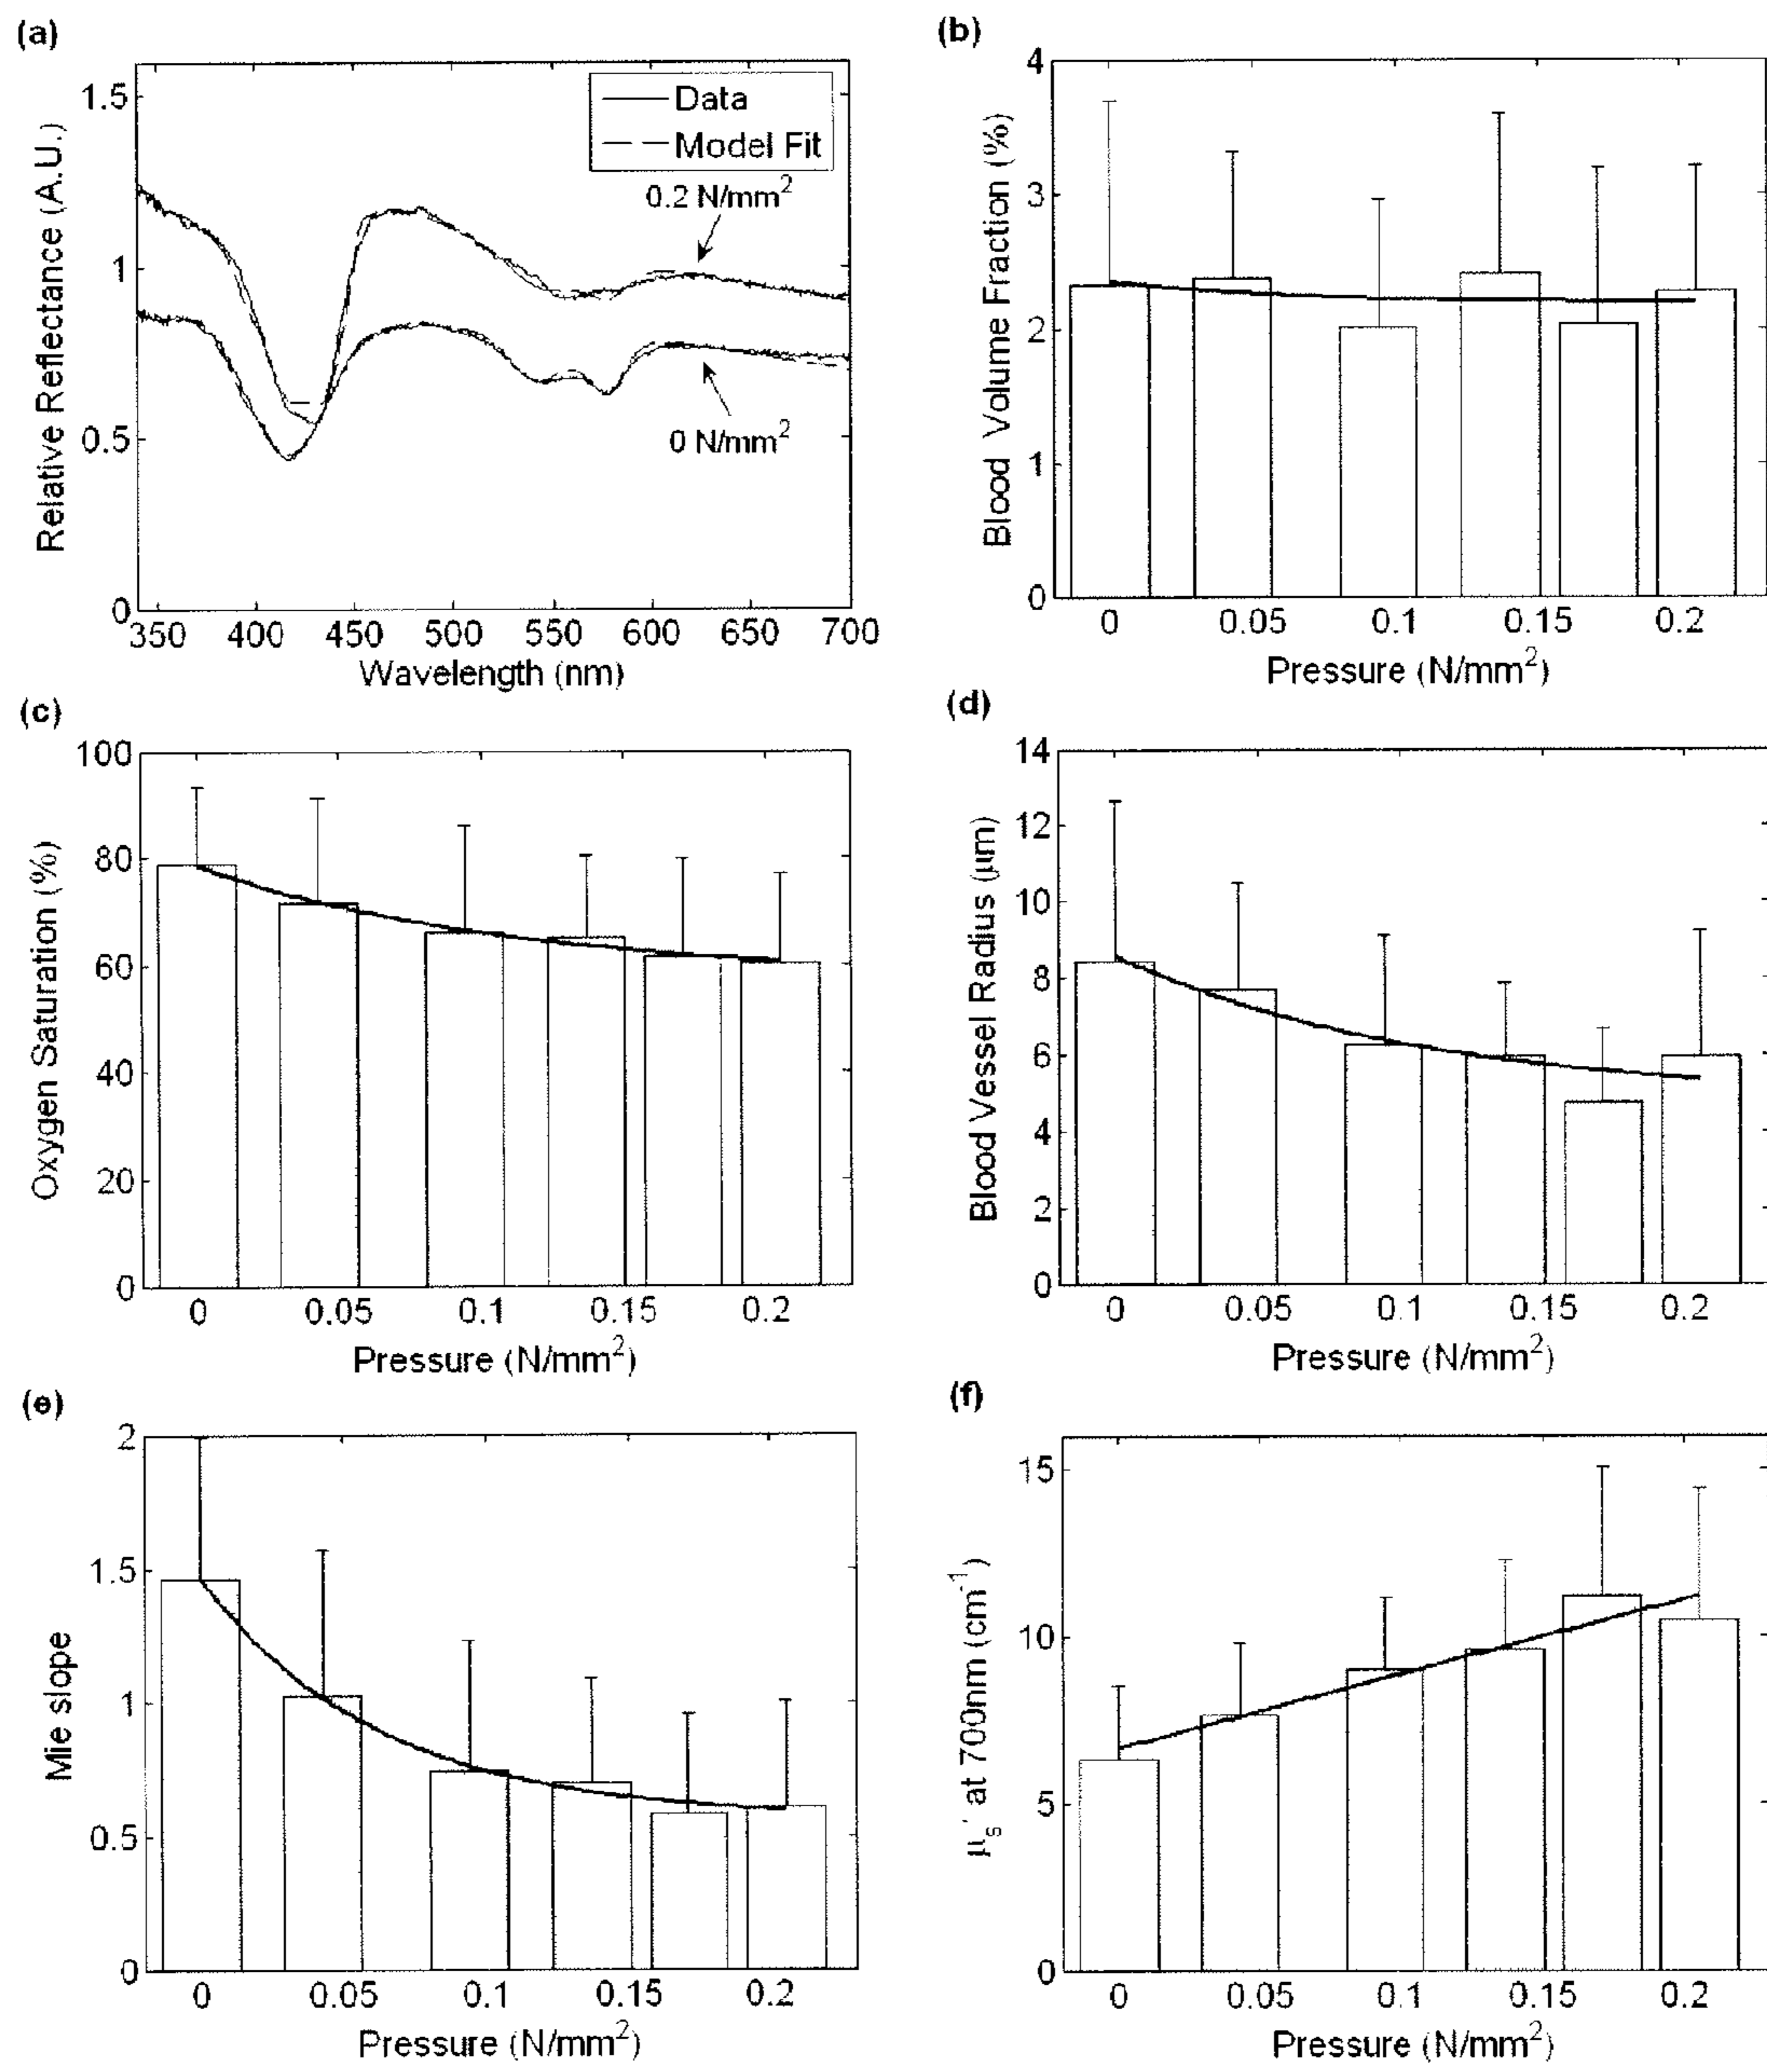 (a)
1.5
1
0.5
0
Relative Reflectance (A.U.)
Data
Model Fit
0.2 N/mm²
0 N/mm²
350 400 450 500 550 600 650 700
Wavelength (nm)
(b)
4
3
2
1
0
Blood Volume Fraction (%)
0 0.05 0.1 0.15 0.2
Pressure (N/mm²)
(c)
100
80
60
40
20
0
Oxygen Saturation (%)
0 0.05 0.1 0.15 0.2
Pressure (N/mm²)
(d)
14
12
10
8
6
4
2
0
Blood Vessel Radius (µm)
0 0.05 0.1 0.15 0.2
Pressure (N/mm²)
(e)
2
1.5
1
0.5
0
Mie slope
0 0.05 0.1 0.15 0.2
Pressure (N/mm²)
(f)
15
10
5
0
µs' at 700nm (cm⁻¹)
0 0.05 0.1 0.15 0.2
Pressure (N/mm²)